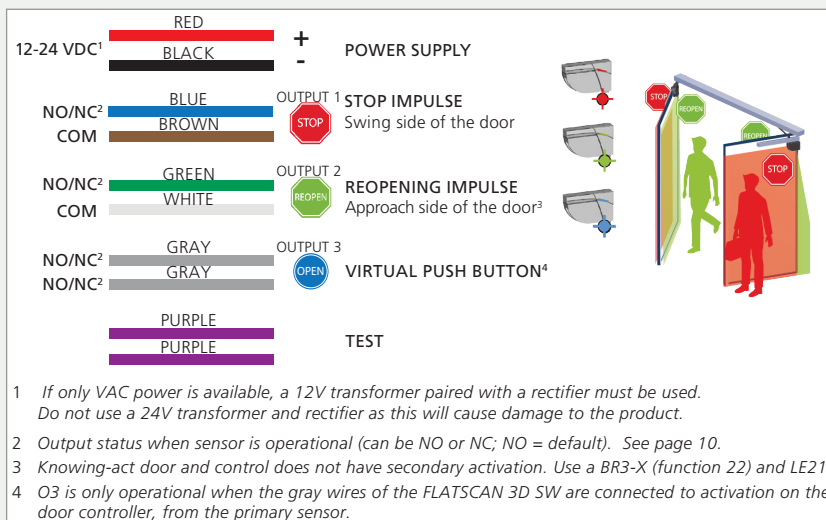 RED
12-24 VDC¹
+
POWER SUPPLY
BLACK
-
BLUE
OUTPUT 1
STOP IMPULSE
NO/NC²
STOP
Swing side of the door
BROWN
COM
GREEN
OUTPUT 2
REOPENING IMPULSE
NO/NC²
REOPEN
Approach side of the door³
WHITE
COM
GRAY
OUTPUT 3
NO/NC²
OPEN
VIRTUAL PUSH BUTTON⁴
GRAY
NO/NC²
PURPLE
TEST
PURPLE
STOP
REOPEN
REOPEN
STOP
1 If only VAC power is available, a 12V transformer paired with a rectifier must be used.
Do not use a 24V transformer and rectifier as this will cause damage to the product.
2 Output status when sensor is operational (can be NO or NC; NO = default). See page 10.
3 Knowing-act door and control does not have secondary activation. Use a BR3-X (function 22) and LE21
4 O3 is only operational when the gray wires of the FLATSCAN 3D SW are connected to activation on the
door controller, from the primary sensor.